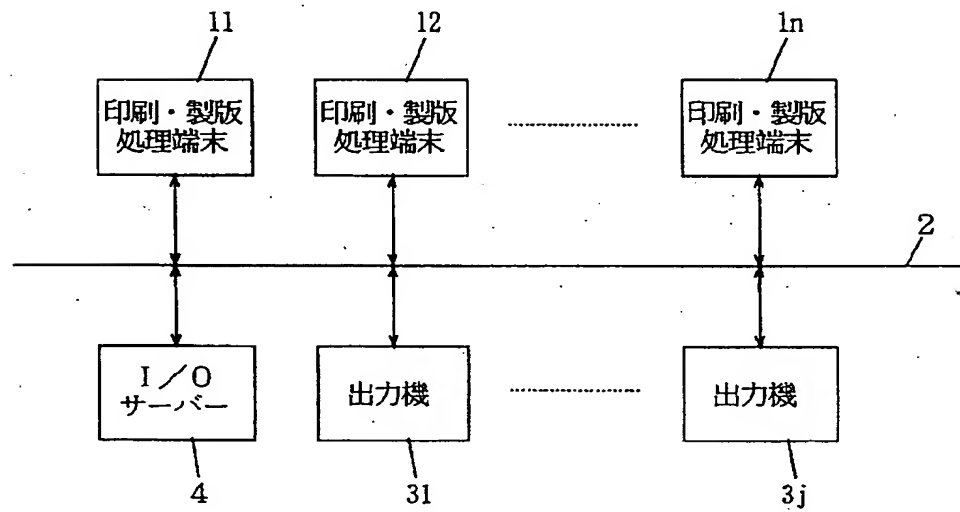 11
12
1n
印刷・製版
処理端末
印刷・製版
処理端末
印刷・製版
処理端末
2
I/O
サーバー
出力機
出力機
4
31
3j